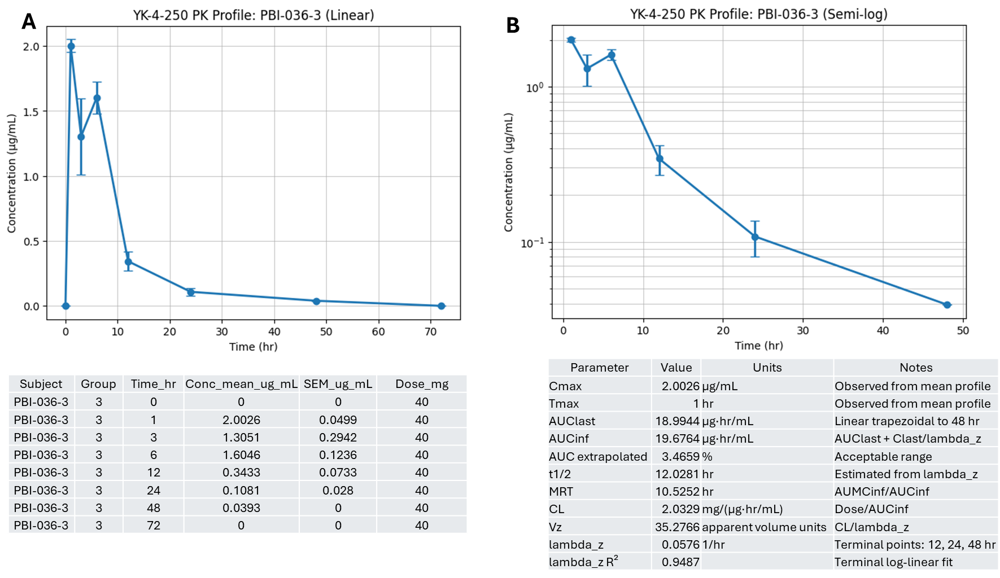 A
YK-4-250 PK Profile: PBI-036-3 (Linear)
2.0
1.5
1.0
0.5
0.0
Concentration (µg/mL)
0 10 20 30 40 50 60 70
Time (hr)
B
YK-4-250 PK Profile: PBI-036-3 (Semi-log)
10⁰
10⁻¹
Concentration (µg/mL)
0 10 20 30 40 50
Time (hr)
Subject Group Time_hr Conc_mean_ug_mL SEM_ug_mL Dose_mg
PBI-036-3 3 0 0 0 40
PBI-036-3 3 1 2.0026 0.0499 40
PBI-036-3 3 3 1.3051 0.2942 40
PBI-036-3 3 6 1.6046 0.1236 40
PBI-036-3 3 12 0.3433 0.0733 40
PBI-036-3 3 24 0.1081 0.028 40
PBI-036-3 3 48 0.0393 0 40
PBI-036-3 3 72 0 0 40
Parameter Value Units Notes
Cmax 2.0026 µg/mL Observed from mean profile
Tmax 1 hr Observed from mean profile
AUClast 18.9944 µg·hr/mL Linear trapezoidal to 48 hr
AUCinf 19.6764 µg·hr/mL AUClast + Clast/lambda_z
AUC extrapolated 3.4659 % Acceptable range
t1/2 12.0281 hr Estimated from lambda_z
MRT 10.5252 hr AUMCinf/AUCinf
CL 2.0329 mg/(µg·hr/mL) Dose/AUCinf
Vz 35.2766 apparent volume units CL/lambda_z
lambda_z 0.0576 1/hr Terminal points: 12, 24, 48 hr
lambda_z R² 0.9487 Terminal log-linear fit